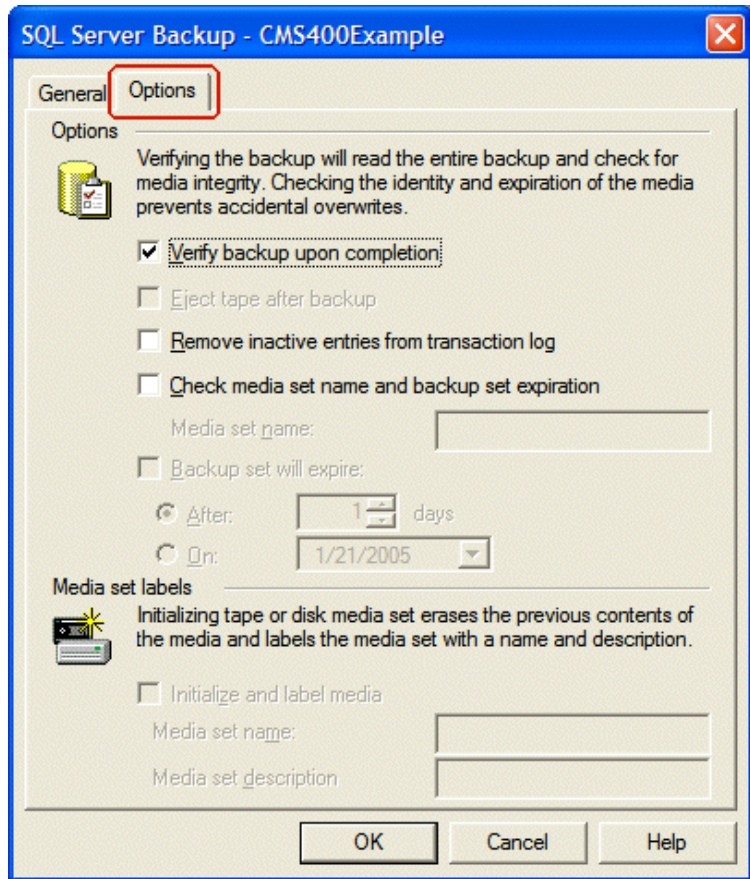 SQL Server Backup - CMS400Example
General
Options
Options
Verifying the backup will read the entire backup and check for
media integrity. Checking the identity and expiration of the media
prevents accidental overwrites.
Verify backup upon completion
Eject tape after backup
Remove inactive entries from transaction log
Check media set name and backup set expiration
Media set name:
Backup set will expire:
After: 1 days
On: 1/21/2005
Media set labels
Initializing tape or disk media set erases the previous contents of
the media and labels the media set with a name and description.
Initialize and label media
Media set name:
Media set description
OK Cancel Help